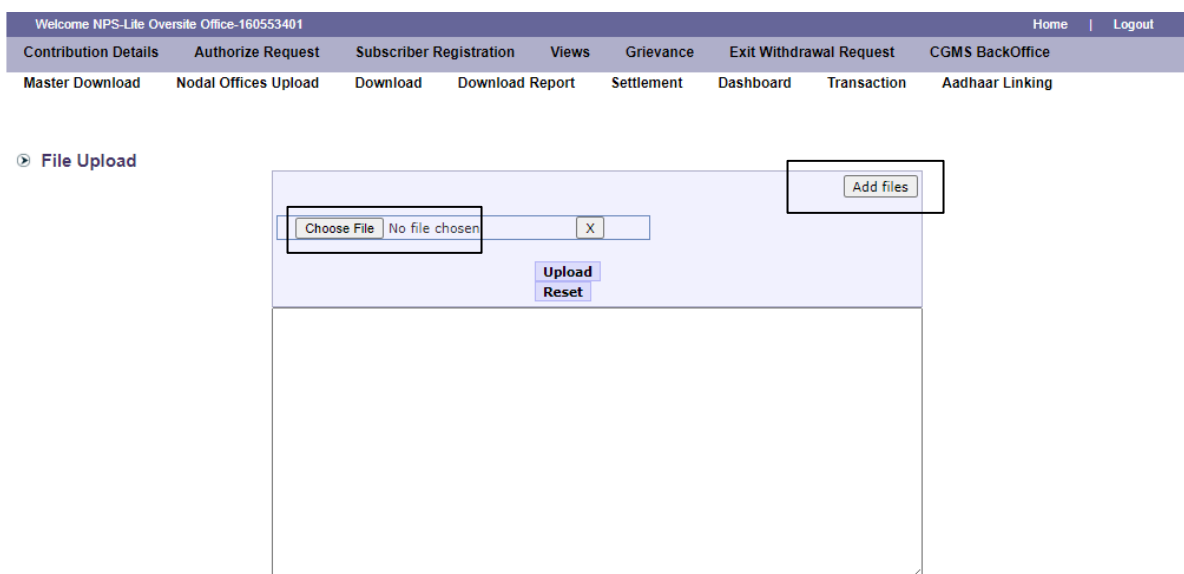 Welcome NPS-Lite Oversite Office-160553401 Home | Logout
Contribution Details Authorize Request Subscriber Registration Views Grievance Exit Withdrawal Request CGMS BackOffice
Master Download Nodal Offices Upload Download Download Report Settlement Dashboard Transaction Aadhaar Linking
File Upload
Add files
Choose File No file chosen X
Upload
Reset